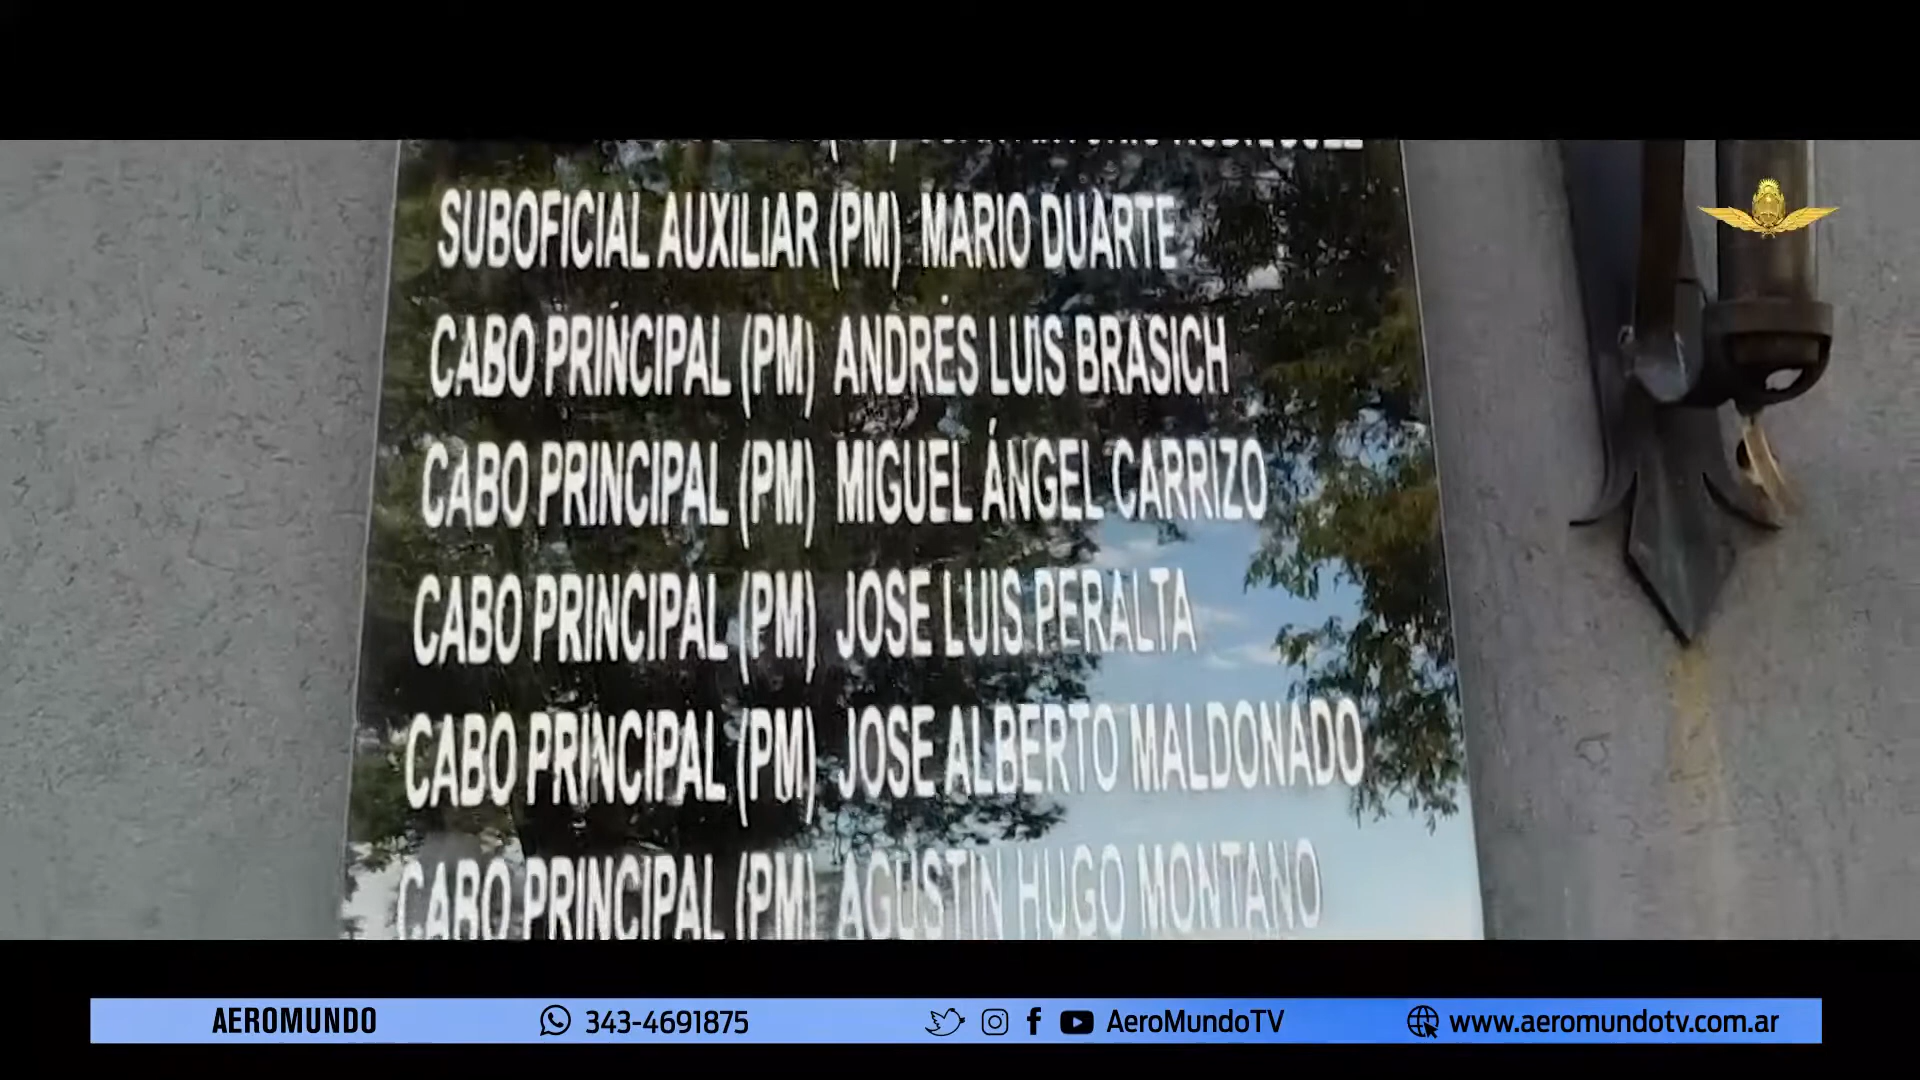 SUBOFICIAL AUXILIAR (PM) MARIO DUARTE
CABO PRINCIPAL (PM) ANDRÉS LUIS BRASICH
CABO PRINCIPAL (PM) MIGUEL ÁNGEL CARRIZO
CABO PRINCIPAL (PM) JOSE LUIS PERALTA
CABO PRINCIPAL (PM) JOSE ALBERTO MALDONADO
CABO PRINCIPAL (PM) AGUSTIN HUGO MONTANO
AEROMUNDO 343-4691875 AeroMundoTV www.aeromundotv.com.ar